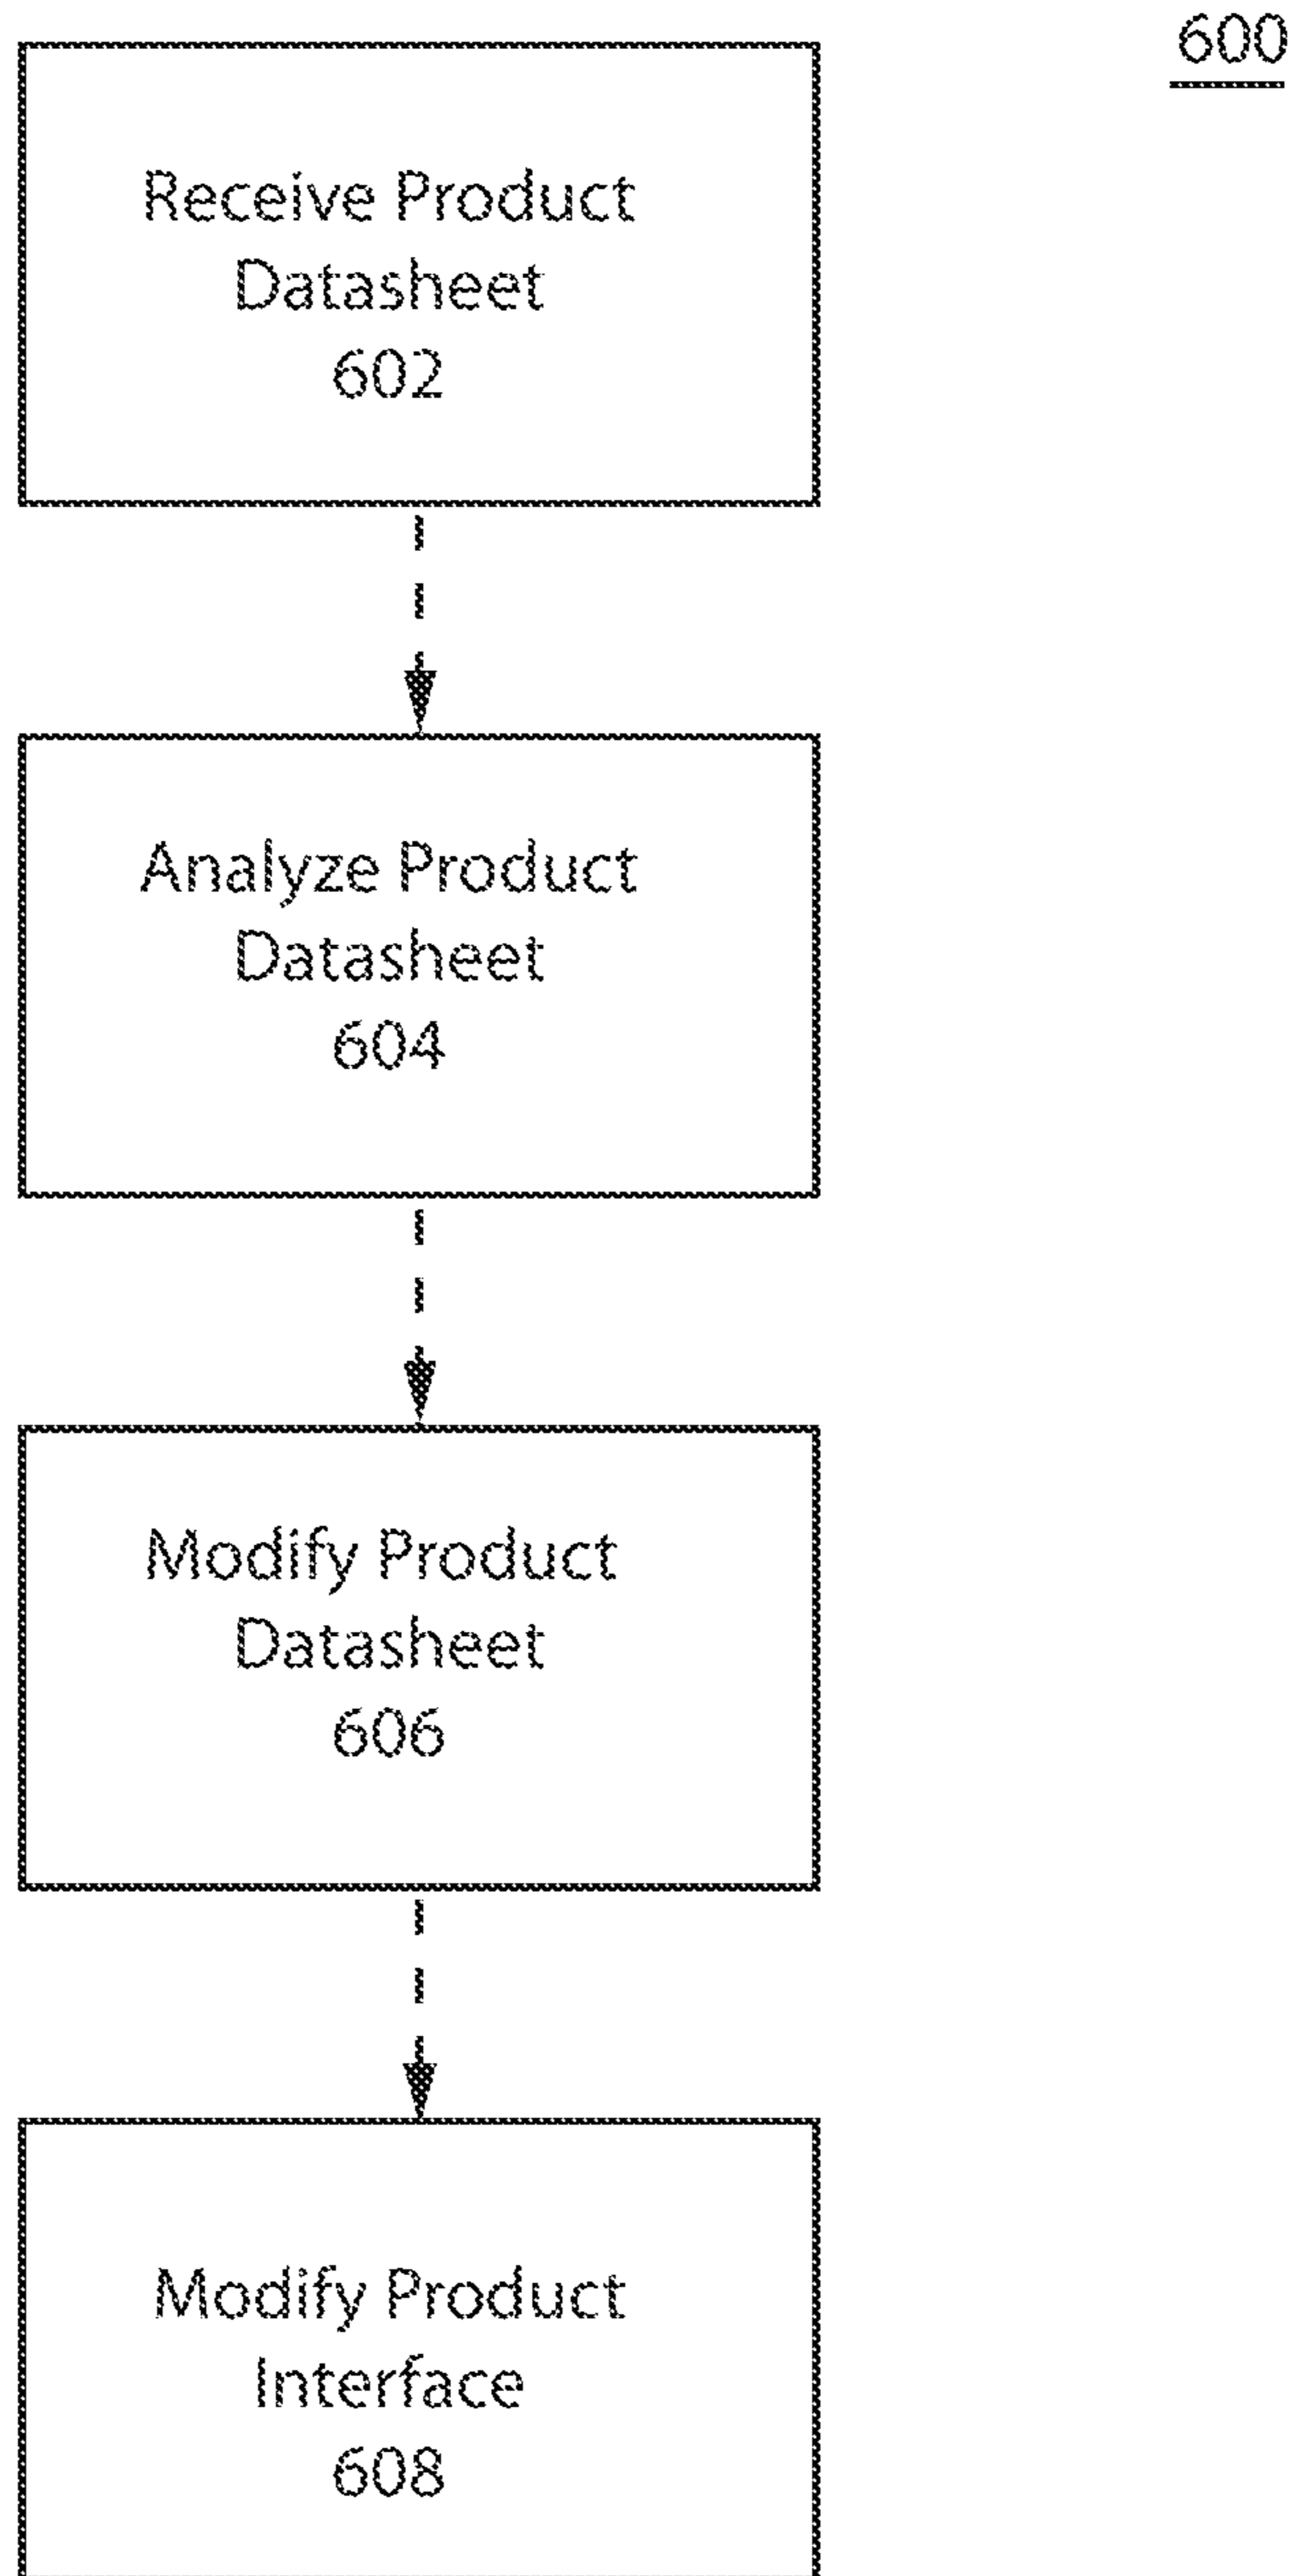 600
Receive Product
Datasheet
602
Analyze Product
Datasheet
604
Modify Product
Datasheet
606
Modify Product
Interface
608